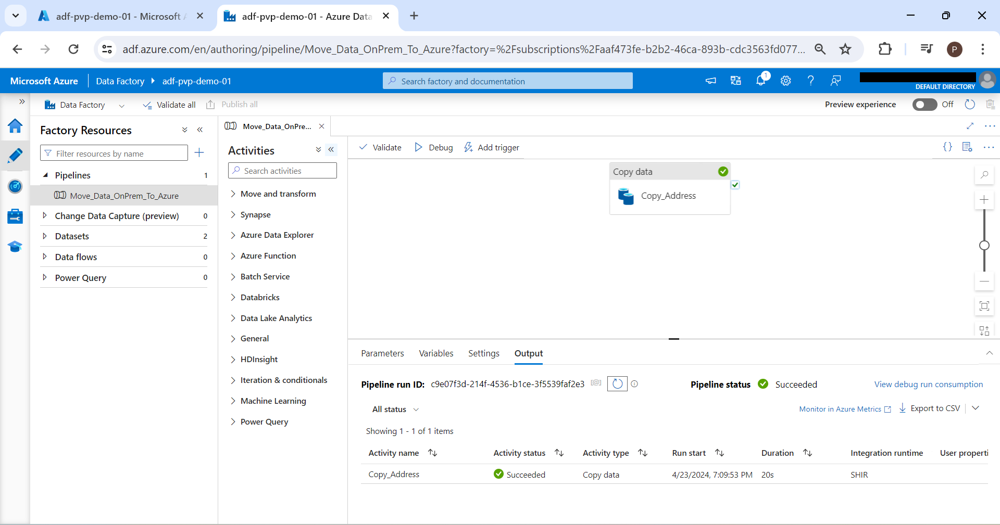 adf-pvp-demo-01 - Microsoft A
adf-pvp-demo-01 - Azure Data
adf.azure.com/en/authoring/pipeline/Move_Data_OnPrem_To_Azure?factory=%2Fsubscriptions%2Faaf473fe-b2b2-46ca-893b-cdc3563fd077...
P
Microsoft Azure
Data Factory
adf-pvp-demo-01
Search factory and documentation
1
DEFAULT DIRECTORY
Data Factory
Validate all
Publish all
Preview experience
Off
Factory Resources
Filter resources by name
Pipelines 1
Move_Data_OnPrem_To_Azure
Change Data Capture (preview) 0
Datasets 2
Data flows 0
Power Query 0
Move_Data_OnPre...
Activities
Search activities
Move and transform
Synapse
Azure Data Explorer
Azure Function
Batch Service
Databricks
Data Lake Analytics
General
HDInsight
Iteration & conditionals
Machine Learning
Power Query
Validate
Debug
Add trigger
Copy data
Copy_Address
Parameters Variables Settings Output
Pipeline run ID: c9e07f3d-214f-4536-b1ce-3f5539faf2e3
Pipeline status Succeeded
View debug run consumption
All status
Monitor in Azure Metrics
Export to CSV
Showing 1 - 1 of 1 items
Activity name Activity status Activity type Run start Duration Integration runtime User properti
Copy_Address Succeeded Copy data 4/23/2024, 7:09:53 PM 20s SHIR